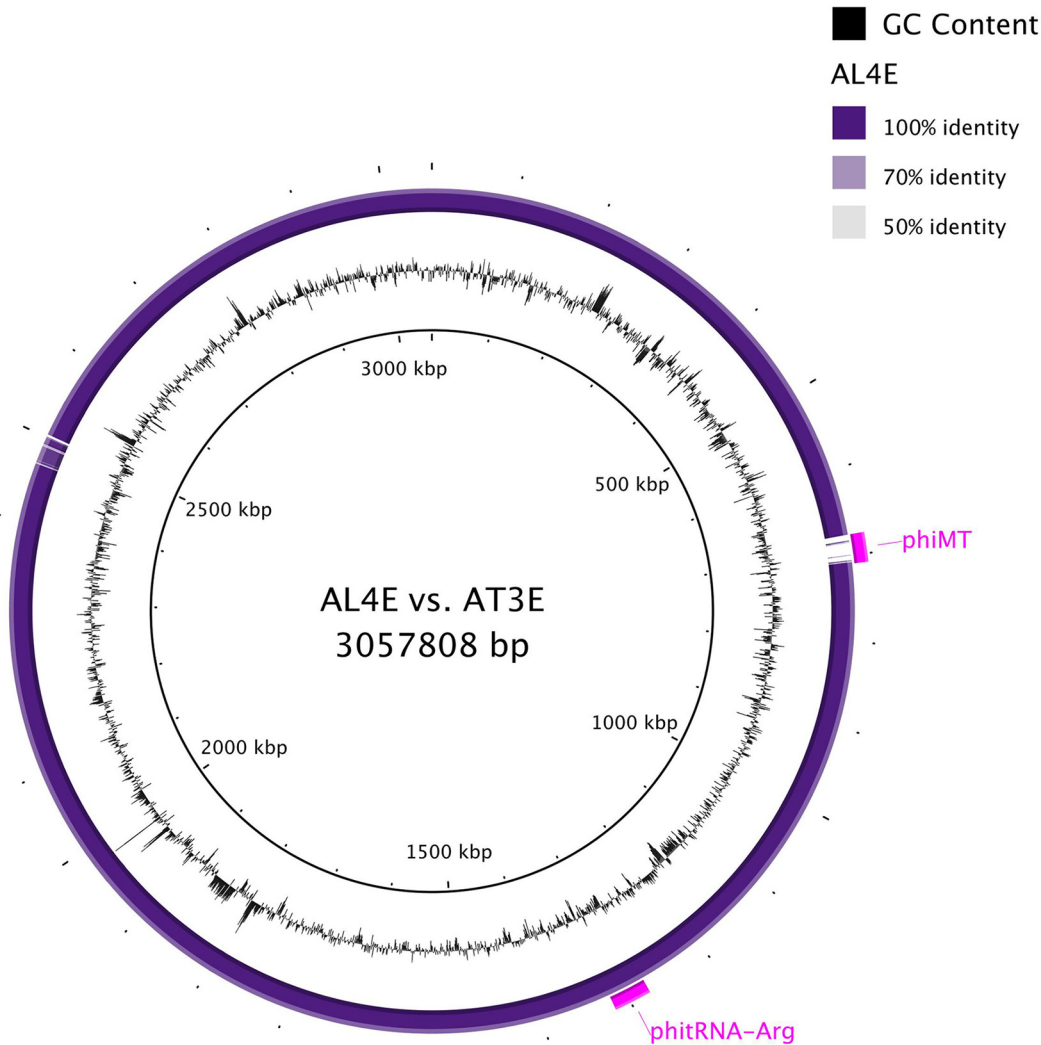 GC Content
AL4E
100% identity
70% identity
50% identity
3000 kbp
500 kbp
2500 kbp
phiMT
AL4E vs. AT3E
3057808 bp
1000 kbp
2000 kbp
1500 kbp
phitRNA-Arg